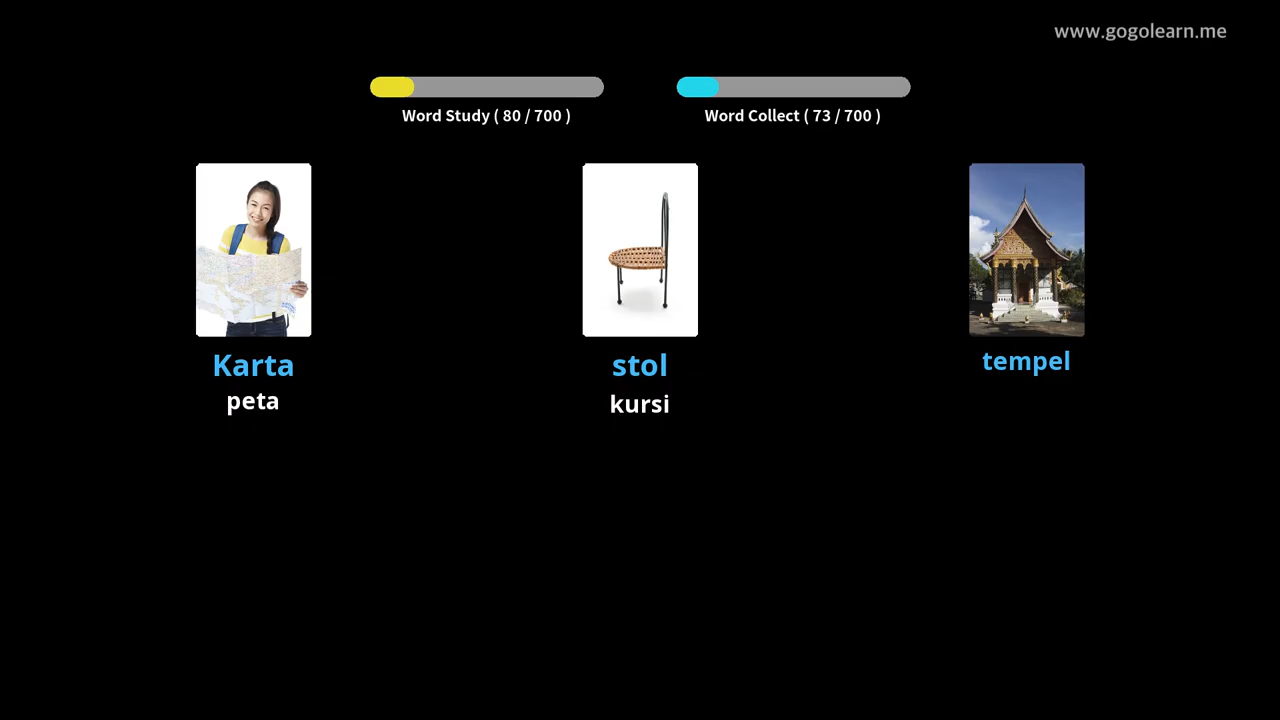 www.gogolearn.me
Word Study ( 80 / 700 )
Word Collect ( 73 / 700 )
Karta
peta
stol
kursi
tempel